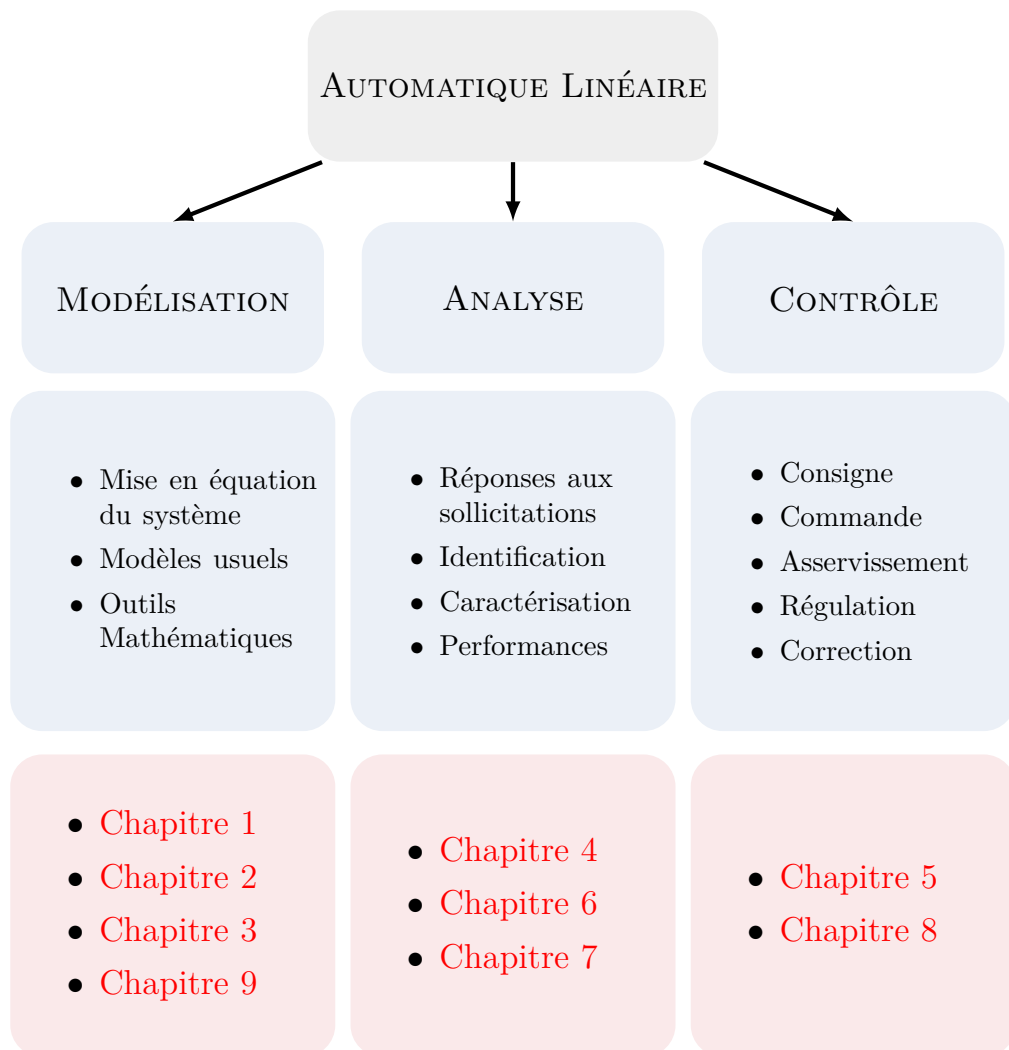 Automatique Linéaire
Modélisation
Analyse
Contrôle
• Mise en équation
du système
• Modèles usuels
• Outils
Mathématiques
• Réponses aux
sollicitations
• Identification
• Caractérisation
• Performances
• Consigne
• Commande
• Asservissement
• Régulation
• Correction
• Chapitre 1
• Chapitre 2
• Chapitre 3
• Chapitre 9
• Chapitre 4
• Chapitre 6
• Chapitre 7
• Chapitre 5
• Chapitre 8